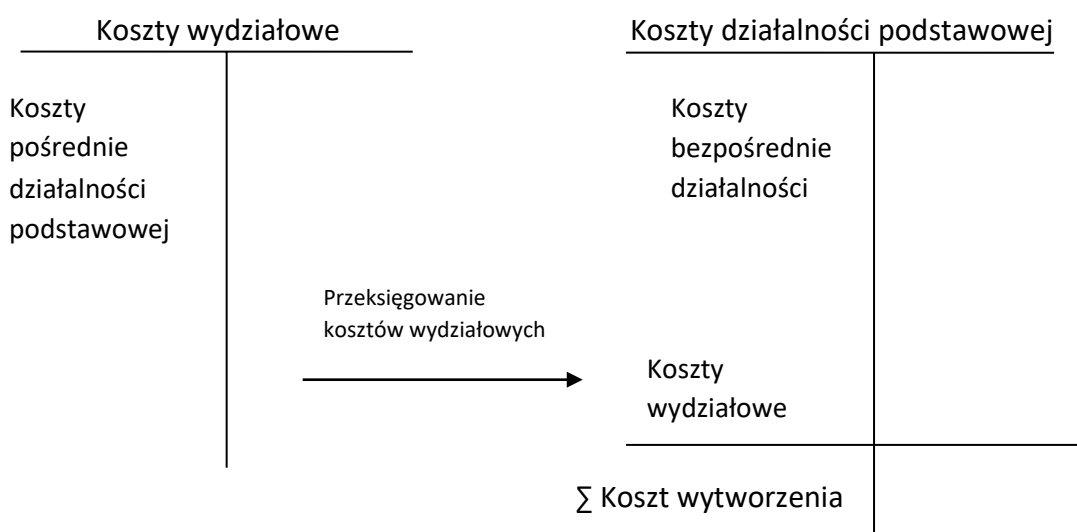 Koszty wydziałowe
Koszty
pośrednie
działalności
podstawowej
Przeksięgowanie
kosztów wydziałowych
Koszty działalności podstawowej
Koszty
bezpośrednie
działalności
Koszty
wydziałowe
∑ Koszt wytworzenia